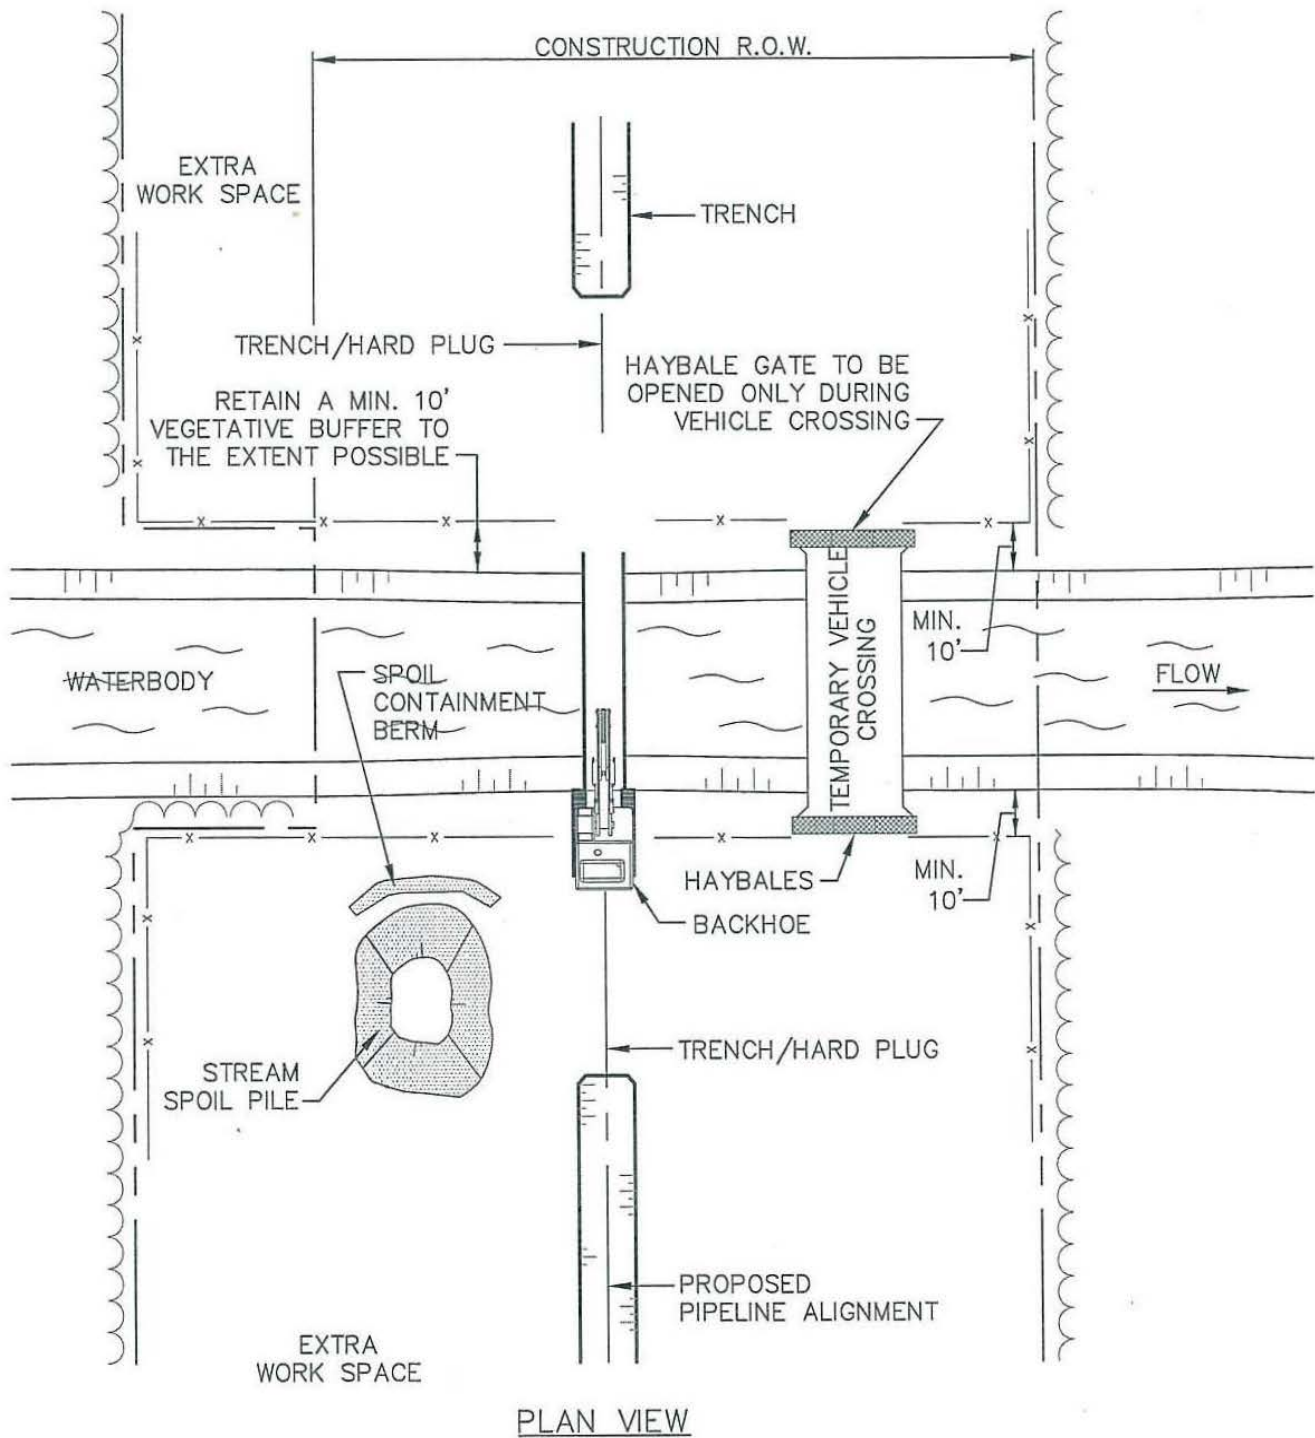 CONSTRUCTION R.O.W.
EXTRA
WORK SPACE
TRENCH
TRENCH/HARD PLUG
HAYBALE GATE TO BE
OPENED ONLY DURING
VEHICLE CROSSING
RETAIN A MIN. 10'
VEGETATIVE BUFFER TO
THE EXTENT POSSIBLE
x
x
x
x
x
x
x
x
x
TEMPORARY VEHICLE
CROSSING
MIN.
10'
WATERBODY
SPOIL
CONTAINMENT
BERM
FLOW
x
x
x
x
x
HAYBALES
MIN.
10'
BACKHOE
x
x
x
x
TRENCH/HARD PLUG
STREAM
SPOIL PILE
PROPOSED
PIPELINE ALIGNMENT
EXTRA
WORK SPACE
PLAN VIEW